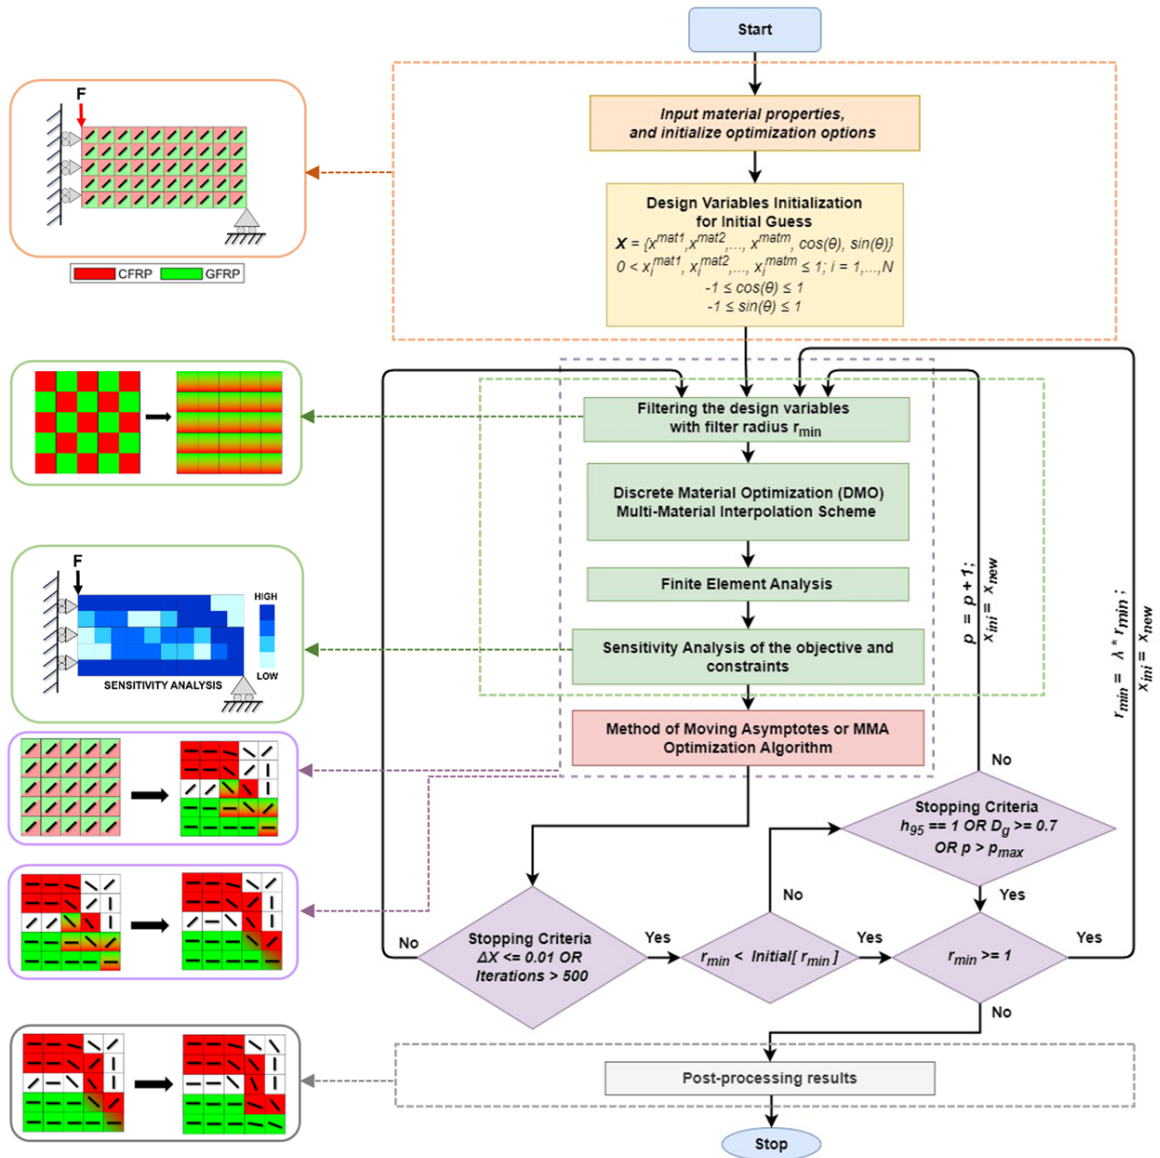 Start
Input material properties,
and initialize optimization options
Design Variables Initialization
for Initial Guess
X = {x^mat1, x^mat2,..., x^matm, cos(θ), sin(θ)}
0 < x_i^mat1, x_i^mat2,..., x_i^matm ≤ 1; i = 1,...,N
-1 ≤ cos(θ) ≤ 1
-1 ≤ sin(θ) ≤ 1
F
CFRP
GFRP
Filtering the design variables
with filter radius r_min
Discrete Material Optimization (DMO)
Multi-Material Interpolation Scheme
Finite Element Analysis
Sensitivity Analysis of the objective and
constraints
Method of Moving Asymptotes or MMA
Optimization Algorithm
F
HIGH
LOW
SENSITIVITY ANALYSIS
p = p + 1;
x_ini = x_new
r_min = λ * r_min ;
x_ini = x_new
No
Stopping Criteria
h_95 == 1 OR D_g >= 0.7
OR p > p_max
Yes
No
No
Stopping Criteria
ΔX <= 0.01 OR
Iterations > 500
Yes
r_min < Initial[ r_min ]
Yes
r_min >= 1
Yes
No
Post-processing results
Stop